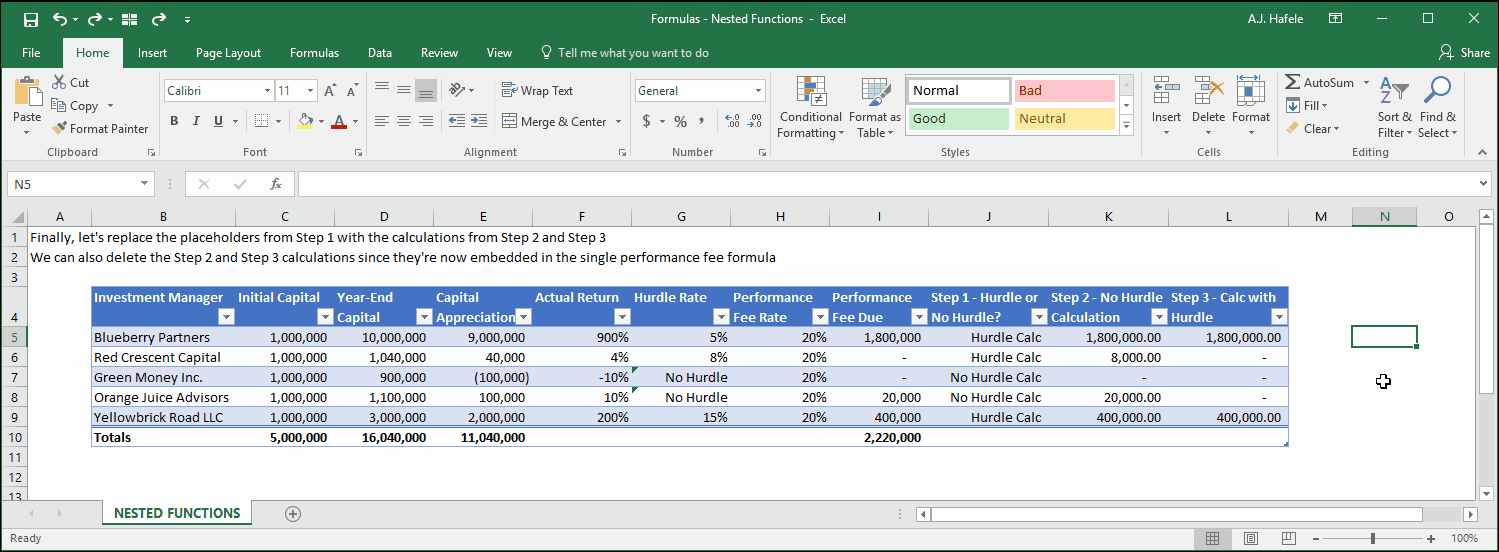 Formulas - Nested Functions - Excel
A.J. Hafele
File Home Insert Page Layout Formulas Data Review View Tell me what you want to do Share
Paste
Cut
Copy
Format Painter
Clipboard
Calibri 11 A A
B I U A
Font
ab Wrap Text
Merge & Center
Alignment
General
$ % ,
.0 .00 .00 .0
Number
Conditional Formatting
Format as Table
Normal Bad
Good Neutral
Styles
Insert Delete Format
Cells
AutoSum
Fill
Clear
Sort & Filter
Find & Select
Editing
N5 fx
A B C D E F G H I J K L M N O
1 Finally, let's replace the placeholders from Step 1 with the calculations from Step 2 and Step 3
2 We can also delete the Step 2 and Step 3 calculations since they're now embedded in the single performance fee formula
3
4 Investment Manager Initial Capital Year-End Capital Capital Appreciation Actual Return Hurdle Rate Performance Fee Rate Performance Fee Due Step 1 - Hurdle or No Hurdle? Step 2 - No Hurdle Calculation Step 3 - Calc with Hurdle
5 Blueberry Partners 1,000,000 10,000,000 9,000,000 900% 5% 20% 1,800,000 Hurdle Calc 1,800,000.00 1,800,000.00
6 Red Crescent Capital 1,000,000 1,040,000 40,000 4% 8% 20% - Hurdle Calc 8,000.00 -
7 Green Money Inc. 1,000,000 900,000 (100,000) -10% No Hurdle 20% - No Hurdle Calc - -
8 Orange Juice Advisors 1,000,000 1,100,000 100,000 10% No Hurdle 20% 20,000 No Hurdle Calc 20,000.00 -
9 Yellowbrick Road LLC 1,000,000 3,000,000 2,000,000 200% 15% 20% 400,000 Hurdle Calc 400,000.00 400,000.00
10 Totals 5,000,000 16,040,000 11,040,000 2,220,000
11
12
13
NESTED FUNCTIONS
Ready
100%